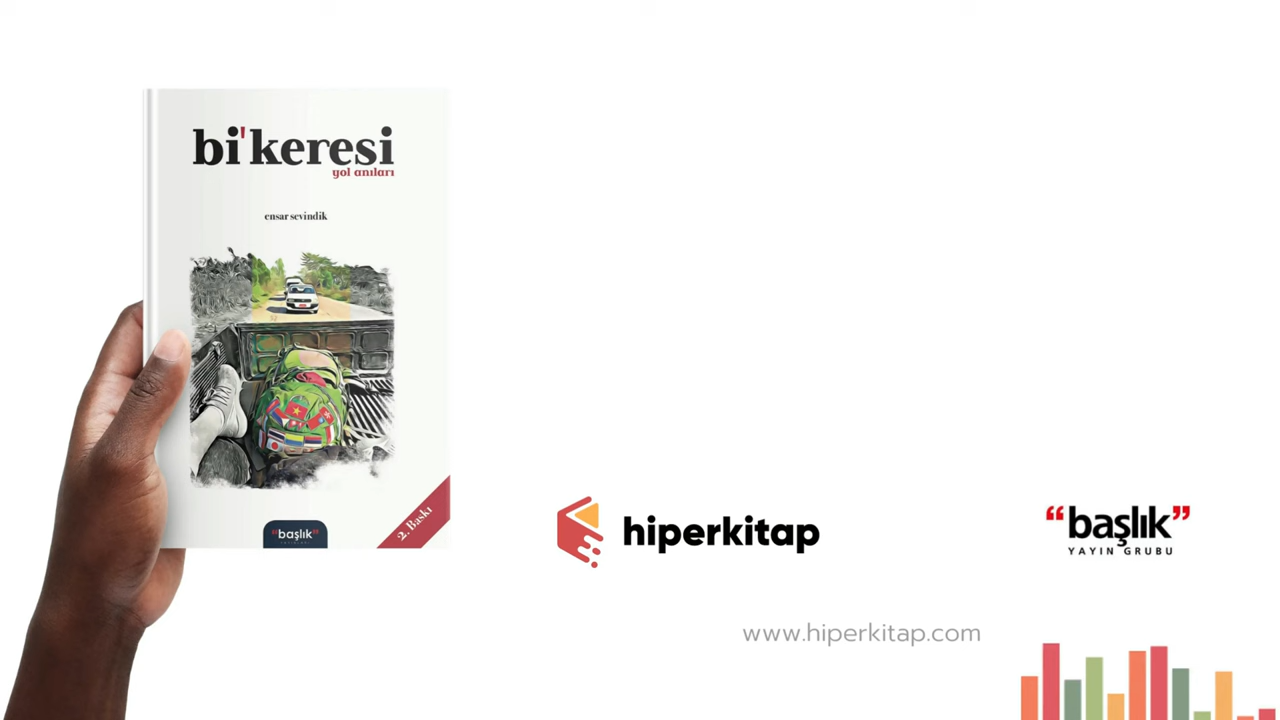 bi'keresi
yol anıları
ensar sevindik
2. Baskı
"başlık"
hiperkitap
"başlık"
YAYIN GRUBU
www.hiperkitap.com